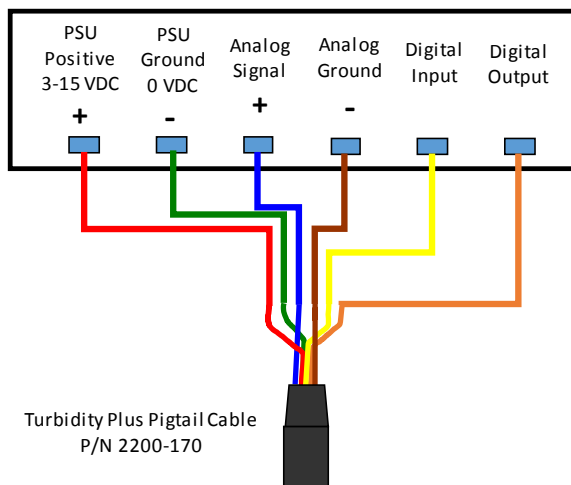 PSU
Positive
3-15 VDC
+
PSU
Ground
0 VDC
-
Analog
Signal
+
Analog
Ground
-
Digital
Input
Digital
Output
Turbidity Plus Pigtail Cable
P/N 2200-170